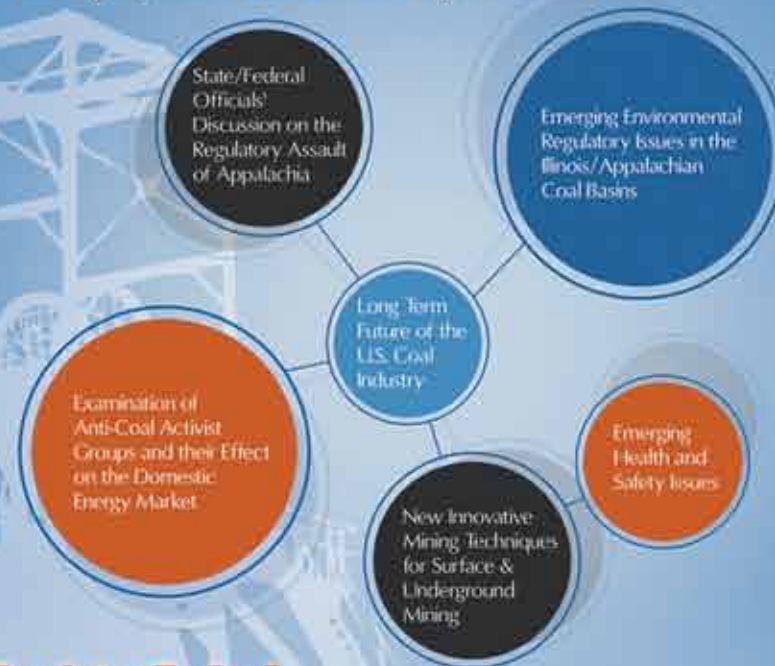 State/Federal
Officials'
Discussion on the
Regulatory Assault
of Appalachia
Emerging Environmental
Regulatory Issues in the
Illinois/Appalachian
Coal Basins
Long Term
Future of the
U.S. Coal
Industry
Examination of
Anti-Coal Activist
Groups and their Effect
on the Domestic
Energy Market
Emerging
Health and
Safety Issues
New Innovative
Mining Techniques
for Surface &
Underground
Mining